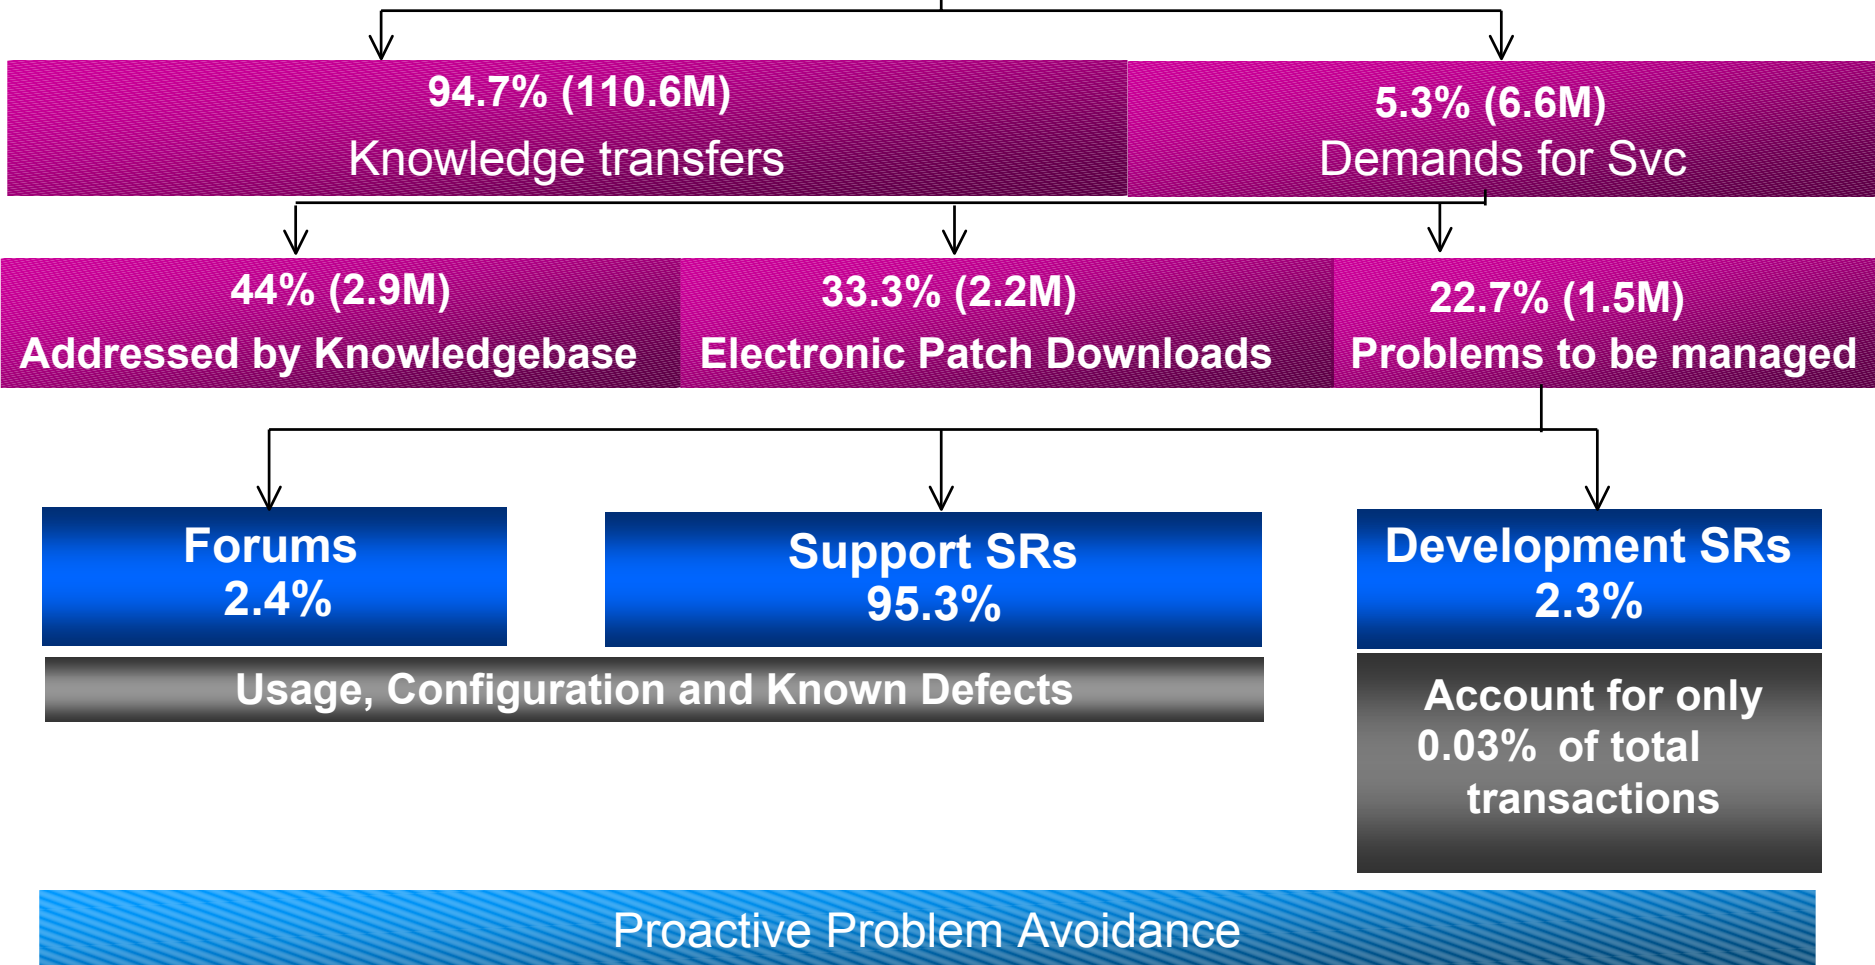 94.7% (110.6M)
Knowledge transfers
5.3% (6.6M)
Demands for Svc
44% (2.9M)
Addressed by Knowledgebase
33.3% (2.2M)
Electronic Patch Downloads
22.7% (1.5M)
Problems to be managed
Forums
2.4%
Support SRs
95.3%
Development SRs
2.3%
Usage, Configuration and Known Defects
Account for only
0.03% of total
transactions
Proactive Problem Avoidance